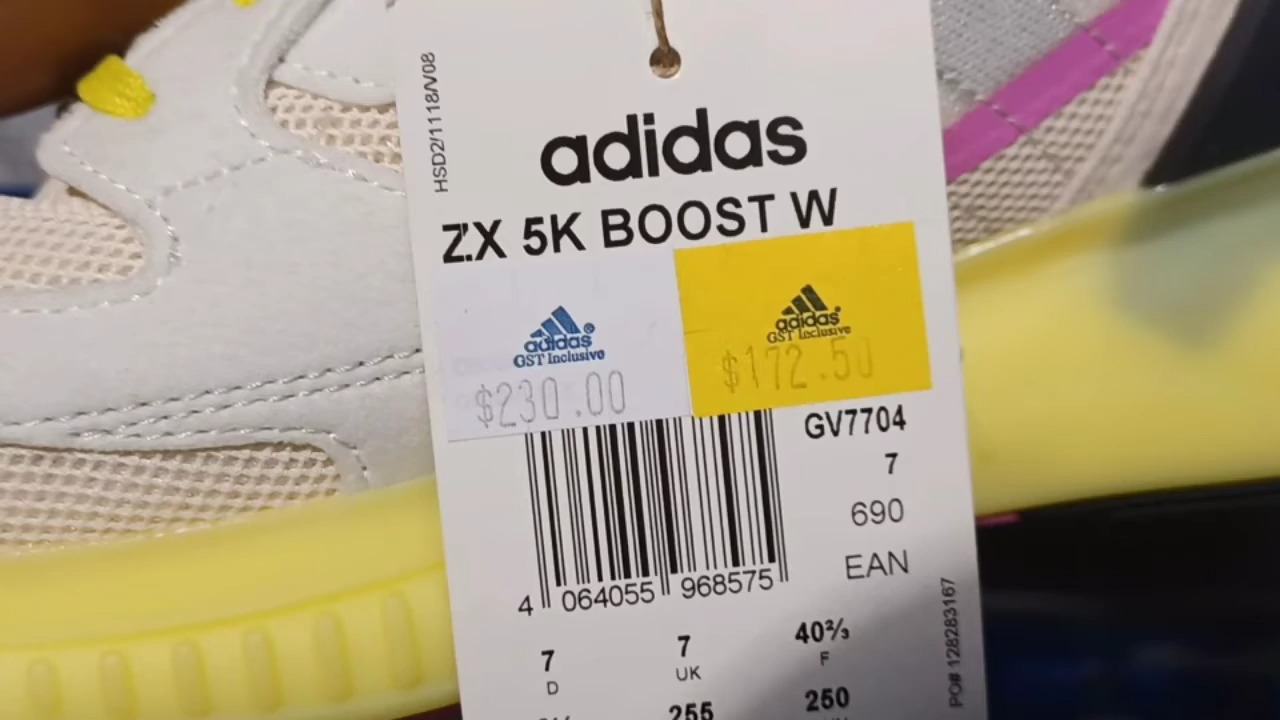 HSD2/1118/V08
adidas
ZX 5K BOOST W
adidas®
GST Inclusive
$230.00
adidas
GST Inclusive
$172.50
GV7704
7
690
EAN
4 064055 968575
7 7 40⅔
D UK F
255 250
PO# 128283167